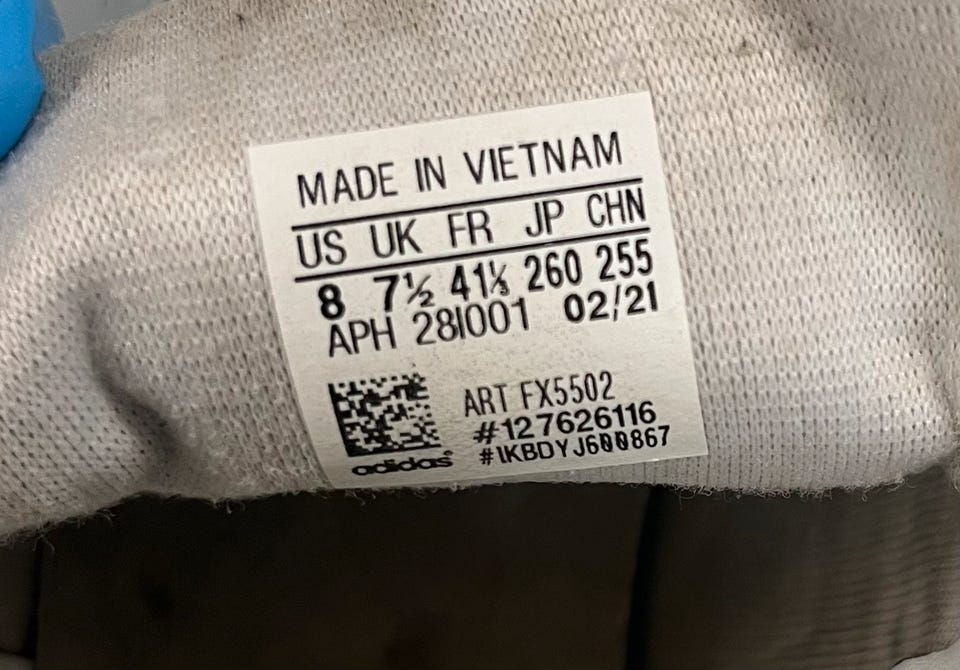 MADE IN VIETNAM
US UK FR JP CHN
8 7½ 41⅓ 260 255
APH 28I001 02/21
ART FX5502
#127626116
#IKBDYJ600867
adidas